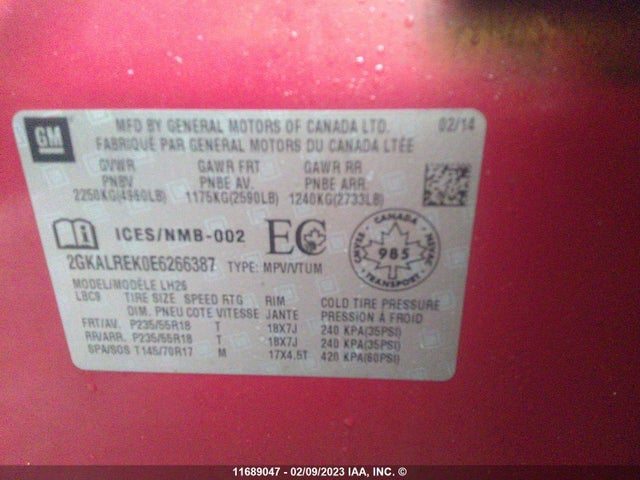 GM
MFD BY GENERAL MOTORS OF CANADA LTD. 02/14
FABRIQUÉ PAR GENERAL MOTORS DU CANADA LTÉE
GVWR GAWR FRT GAWR RR
PNBV PNBE AV. PNBE ARR.
2250KG(4960LB) 1175KG(2590LB) 1240KG(2733LB)
ICES/NMB-002 EC
CANADA
985
TRANSPORT
2GKALREK0E6266387 TYPE: MPV/VTUM
MODEL/MODÈLE LH26
LBC9 TIRE SIZE SPEED RTG RIM COLD TIRE PRESSURE
DIM. PNEU COTE VITESSE JANTE PRESSION À FROID
FRT/AV. P235/55R18 T 18X7J 240 KPA(35PSI)
RR/ARR. P235/55R18 T 18X7J 240 KPA(35PSI)
SPA/SOS T145/70R17 M 17X4.5T 420 KPA(60PSI)
11689047 - 02/09/2023 IAA, INC. ©